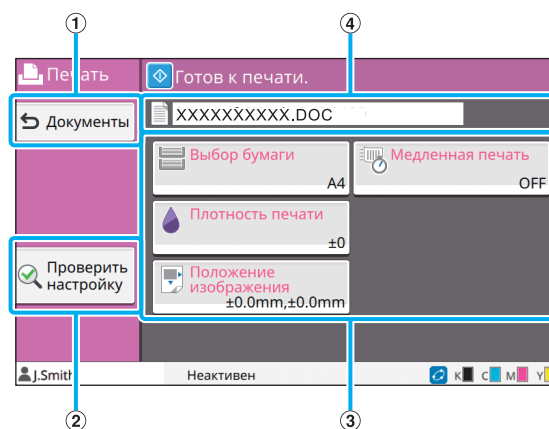 ① ④
Печать
Готов к печати.
Документы
XXXXXXXXXX.DOC
Выбор бумаги
A4
Медленная печать
OFF
Плотность печати
±0
Проверить
настройку
Положение
изображения
±0.0mm,±0.0mm
J.Smith
Неактивен
K C M Y
② ③